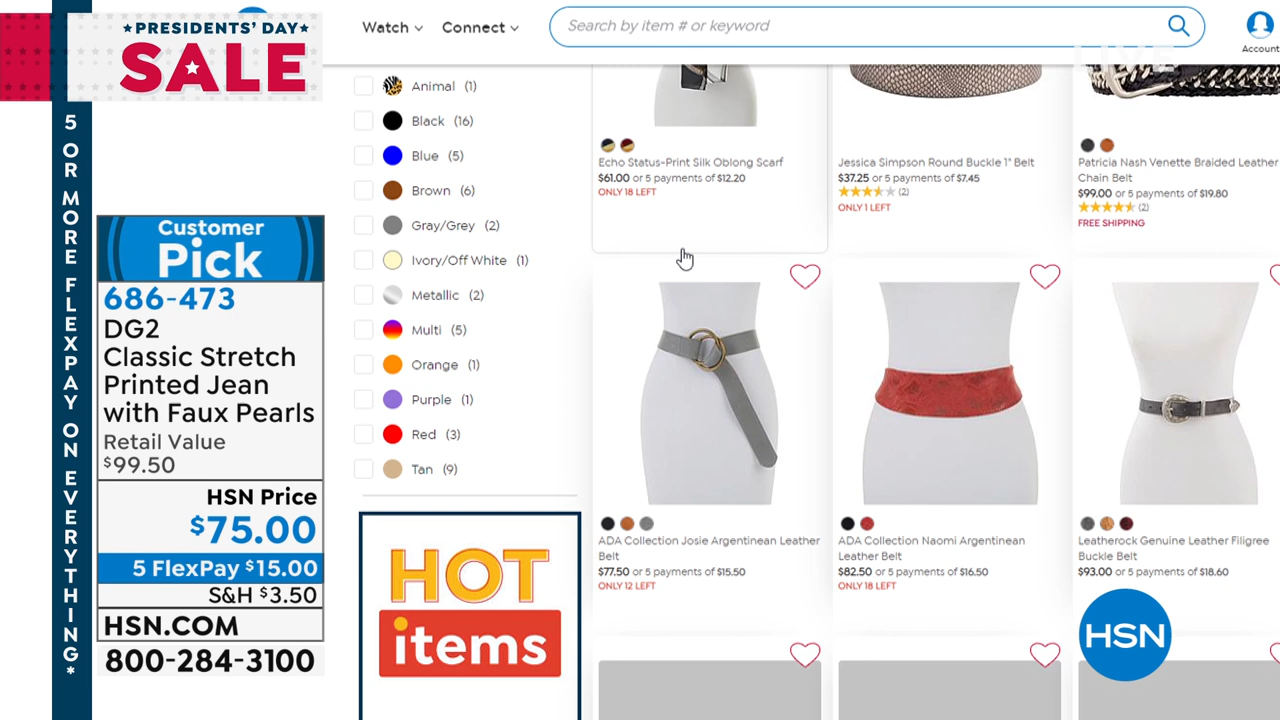 ★PRESIDENTS' DAY★
SALE
5 OR MORE FLEXPAY ON EVERYTHING*
Customer
Pick
686-473
DG2
Classic Stretch
Printed Jean
with Faux Pearls
Retail Value
$99.50
HSN Price
$75.00
5 FlexPay $15.00
S&H $3.50
HSN.COM
800-284-3100
Watch
Connect
Search by item # or keyword
Account
LIVE
Animal (1)
Black (16)
Blue (5)
Brown (6)
Gray/Grey (2)
Ivory/Off White (1)
Metallic (2)
Multi (5)
Orange (1)
Purple (1)
Red (3)
Tan (9)
HOT
items
Echo Status-Print Silk Oblong Scarf
$61.00 or 5 payments of $12.20
ONLY 18 LEFT
Jessica Simpson Round Buckle 1" Belt
$37.25 or 5 payments of $7.45
(2)
ONLY 1 LEFT
Patricia Nash Venette Braided Leather
Chain Belt
$99.00 or 5 payments of $19.80
(2)
FREE SHIPPING
ADA Collection Josie Argentinean Leather
Belt
$77.50 or 5 payments of $15.50
ONLY 12 LEFT
ADA Collection Naomi Argentinean
Leather Belt
$82.50 or 5 payments of $16.50
ONLY 18 LEFT
Leatherock Genuine Leather Filigree
Buckle Belt
$93.00 or 5 payments of $18.60
HSN